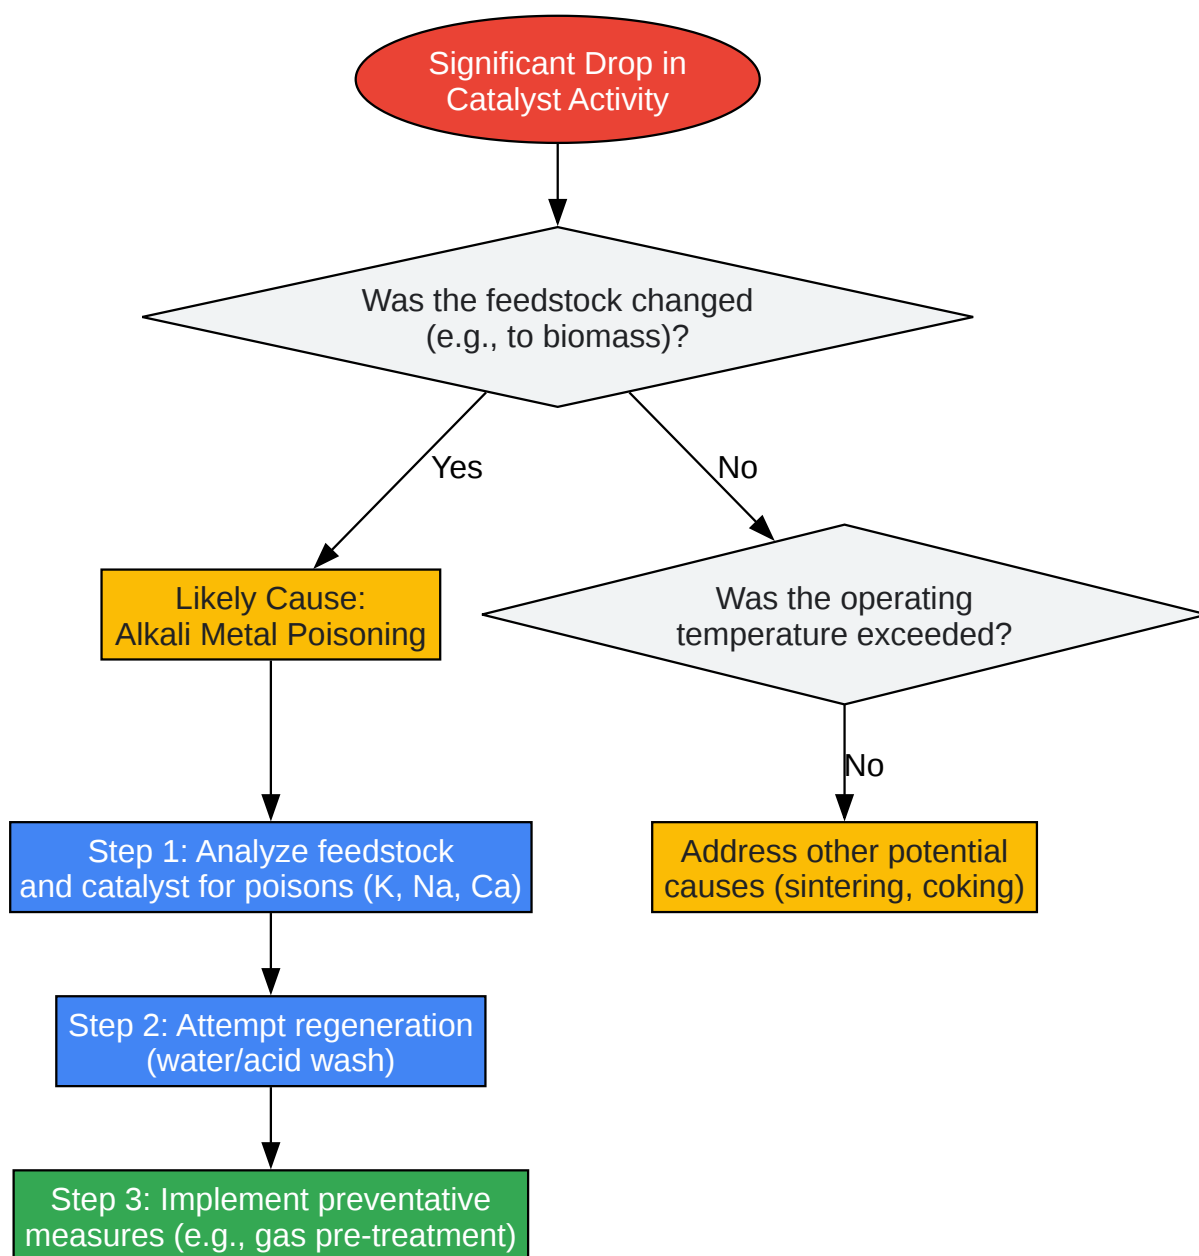 Significant Drop in
Catalyst Activity
Was the feedstock changed
(e.g., to biomass)?
Yes
No
Likely Cause:
Alkali Metal Poisoning
Was the operating
temperature exceeded?
No
Step 1: Analyze feedstock
and catalyst for poisons (K, Na, Ca)
Address other potential
causes (sintering, coking)
Step 2: Attempt regeneration
(water/acid wash)
Step 3: Implement preventative
measures (e.g., gas pre-treatment)